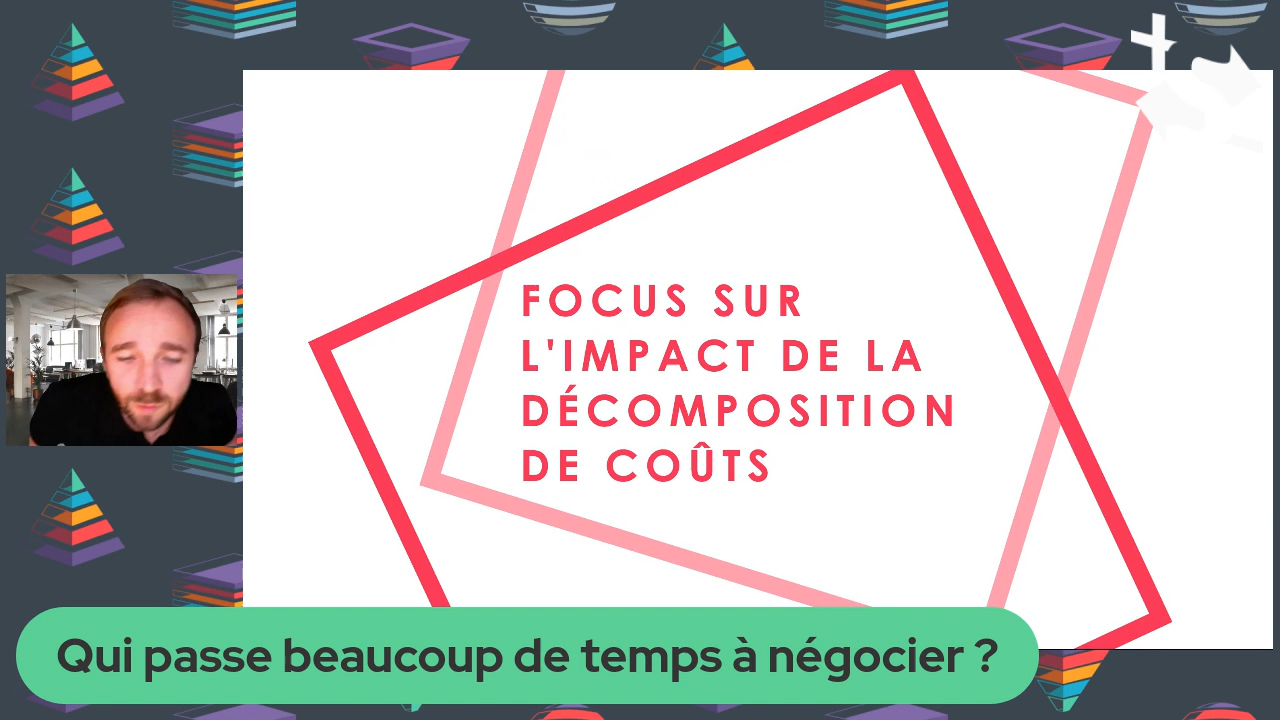 FOCUS SUR
L'IMPACT DE LA
DÉCOMPOSITION
DE COÛTS
Qui passe beaucoup de temps à négocier ?